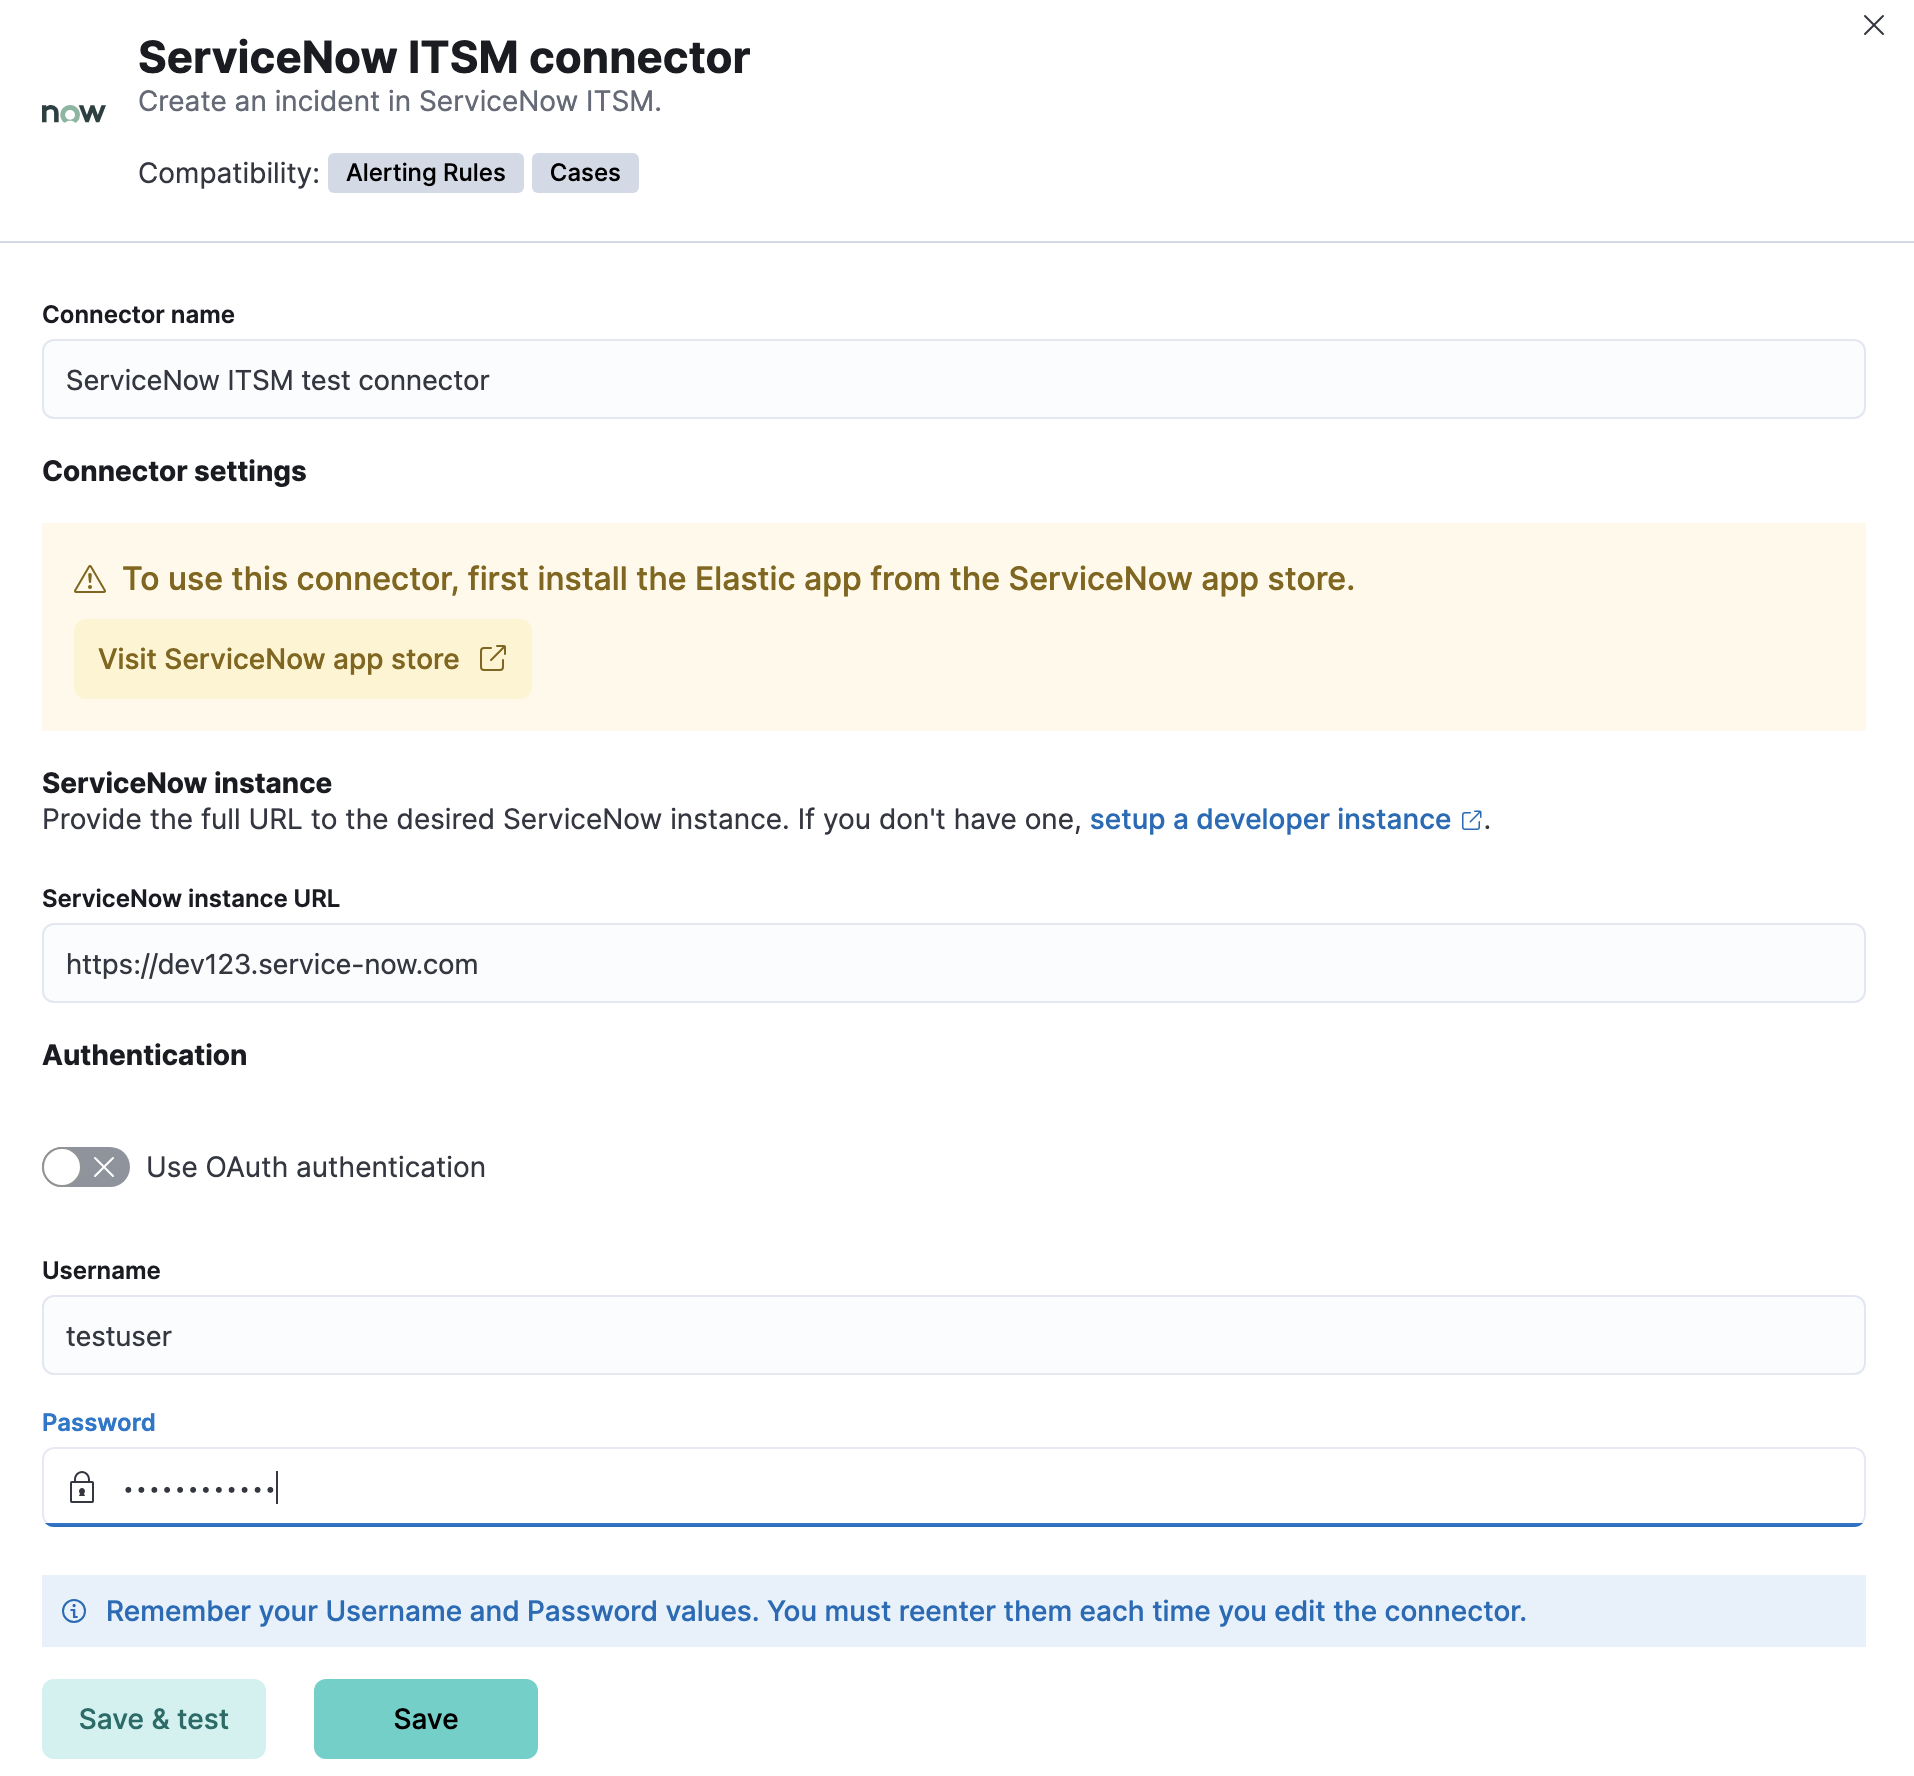 ServiceNow ITSM connector
now
Create an incident in ServiceNow ITSM.
Compatibility: Alerting Rules Cases
Connector name
ServiceNow ITSM test connector
Connector settings
To use this connector, first install the Elastic app from the ServiceNow app store.
Visit ServiceNow app store
ServiceNow instance
Provide the full URL to the desired ServiceNow instance. If you don't have one, setup a developer instance.
ServiceNow instance URL
https://dev123.service-now.com
Authentication
Use OAuth authentication
Username
testuser
Password
••••••••••••
Remember your Username and Password values. You must reenter them each time you edit the connector.
Save & test Save